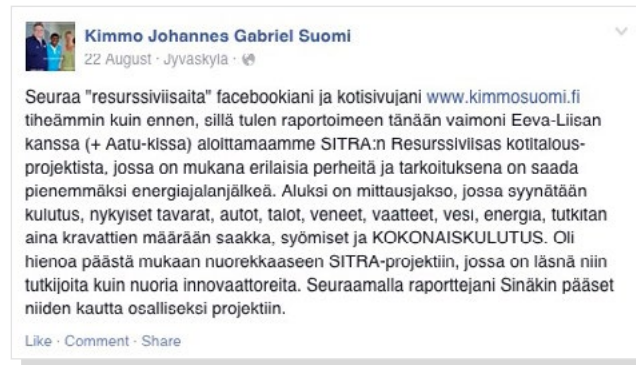 Kimmo Johannes Gabriel Suomi
22 August · Jyväskylä ·
Seuraa "resurssiviisaita" facebookiani ja kotisivujani www.kimmosuomi.fi
tiheämmin kuin ennen, sillä tulen raportoimeen tänään vaimoni Eeva-Liisan
kanssa (+ Aatu-kissa) aloittamaamme SITRA:n Resurssiviisas kotitalous-
projektista, jossa on mukana erilaisia perheitä ja tarkoituksena on saada
pienemmäksi energiajalanjälkeä. Aluksi on mittausjakso, jossa syynätään
kulutus, nykyiset tavarat, autot, talot, veneet, vaatteet, vesi, energia, tutkitan
aina kravattien määrään saakka, syömiset ja KOKONAISKULUTUS. Oli
hienoa päästä mukaan nuorekkaaseen SITRA-projektiin, jossa on läsnä niin
tutkijoita kuin nuoria innovaattoreita. Seuraamalla raporttejani Sinäkin pääset
niiden kautta osalliseksi projektiin.
Like · Comment · Share